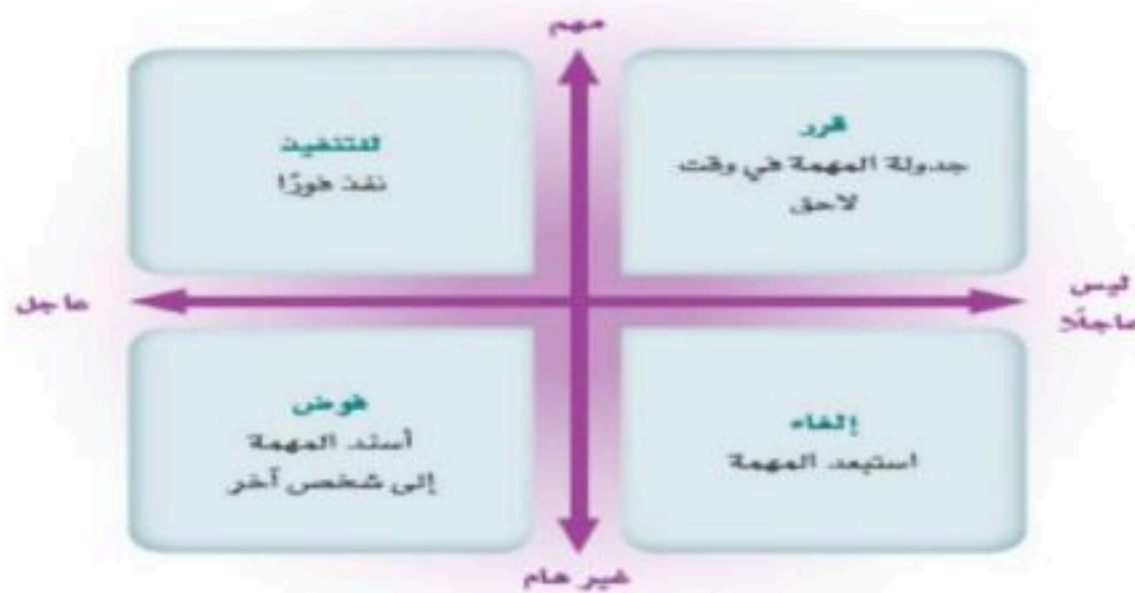 مهم
قرر
جدولة المهمة في وقت
لاحق
للتنفيذ
نفذ فورًا
ليس
عاجلًا
عاجل
إلغاء
استبعد المهمة
فوض
أسند المهمة
إلى شخص آخر
غير هام